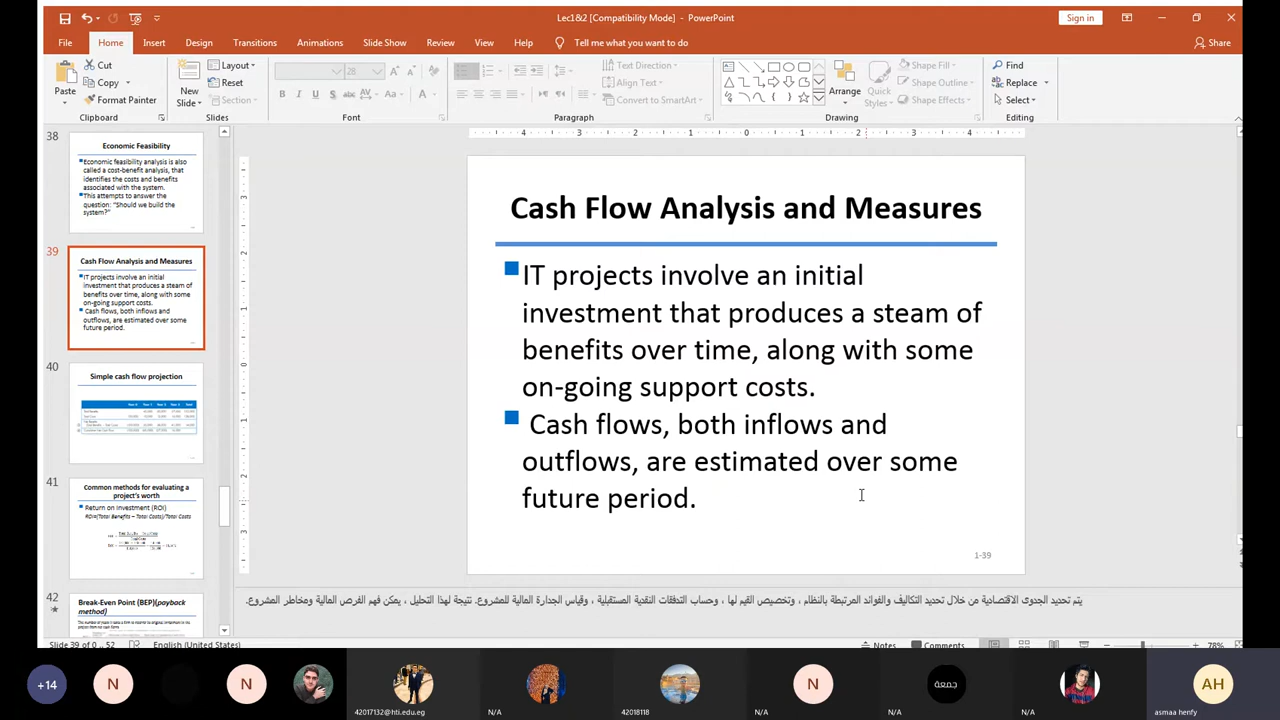 Lec1&2 [Compatibility Mode] - PowerPoint
Sign in
File Home Insert Design Transitions Animations Slide Show Review View Help Tell me what you want to do Share
Paste
Cut
Copy
Format Painter
Clipboard
New
Slide
Layout
Reset
Section
Slides
28
Font
Text Direction
Align Text
Convert to SmartArt
Paragraph
Arrange
Quick
Styles
Shape Fill
Shape Outline
Shape Effects
Drawing
Find
Replace
Select
Editing
38
Economic Feasibility
Economic feasibility analysis is also
called a cost-benefit analysis, that
identifies the costs and benefits
associated with the system.
This attempts to answer the
question: "Should we build the
system?"
39
Cash Flow Analysis and Measures
IT projects involve an initial
investment that produces a steam of
benefits over time, along with some
on-going support costs.
Cash flows, both inflows and
outflows, are estimated over some
future period.
40
Simple cash flow projection
41
Common methods for evaluating a
project's worth
Return on Investment (ROI)
42
Break-Even Point (BEP)(payback
method)
Cash Flow Analysis and Measures
IT projects involve an initial
investment that produces a steam of
benefits over time, along with some
on-going support costs.
Cash flows, both inflows and
outflows, are estimated over some
future period.
1-39
يتم تحديد الجدوى الاقتصادية من خلال تحديد التكاليف والفوائد المرتبطة بالنظام ، وتخصيص القيم لها ، وحساب التدفقات النقدية المستقبلية ، وقياس الجدارة المالية للمشروع. نتيجة لهذا التحليل ، يمكن فهم الفرص المالية ومخاطر المشروع.
Slide 39 of 0 .. 52 English (United States) Notes Comments 78%
+14 N N N جمعة AH
42017132@hti.edu.eg N/A 42018118 N/A N/A N/A asmaa henfy